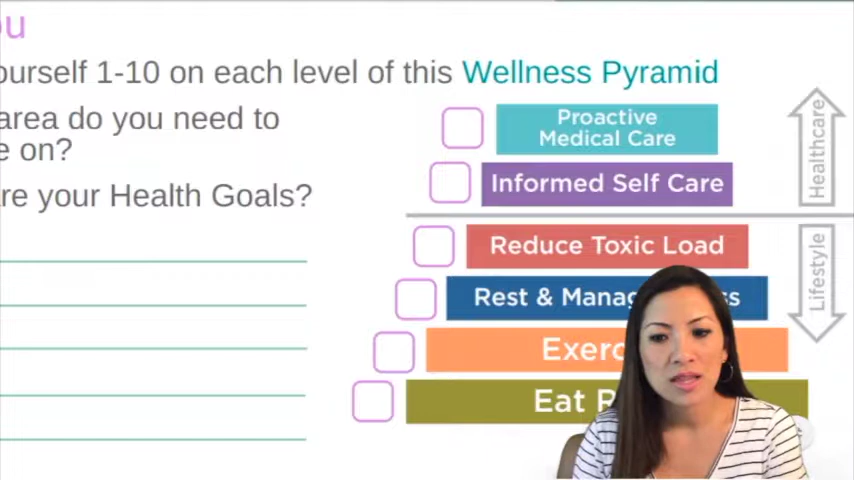 ou
ourself 1-10 on each level of this Wellness Pyramid
area do you need to
e on?
re your Health Goals?
Proactive
Medical Care
Informed Self Care
Reduce Toxic Load
Rest & Manag ss
Exerc
Eat R
Healthcare
Lifestyle